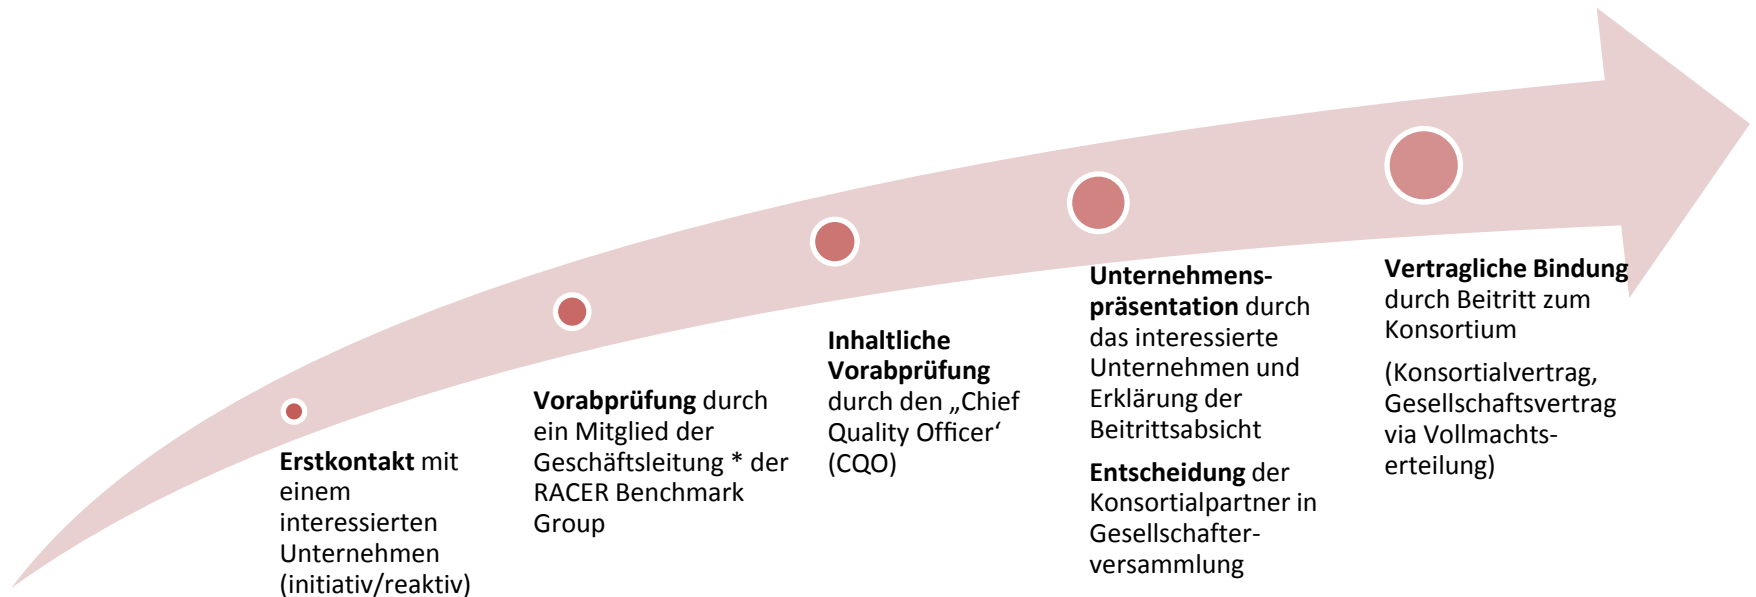 Erstkontakt mit
einem
interessierten
Unternehmen
(initiativ/reaktiv)
Vorabprüfung durch
ein Mitglied der
Geschäftsleitung * der
RACER Benchmark
Group
Inhaltliche
Vorabprüfung
durch den „Chief
Quality Officer‘
(CQO)
Unternehmens-
präsentation durch
das interessierte
Unternehmen und
Erklärung der
Beitrittsabsicht
Entscheidung der
Konsortialpartner in
Gesellschafter-
versammlung
Vertragliche Bindung
durch Beitritt zum
Konsortium
(Konsortialvertrag,
Gesellschaftsvertrag
via Vollmachts-
erteilung)